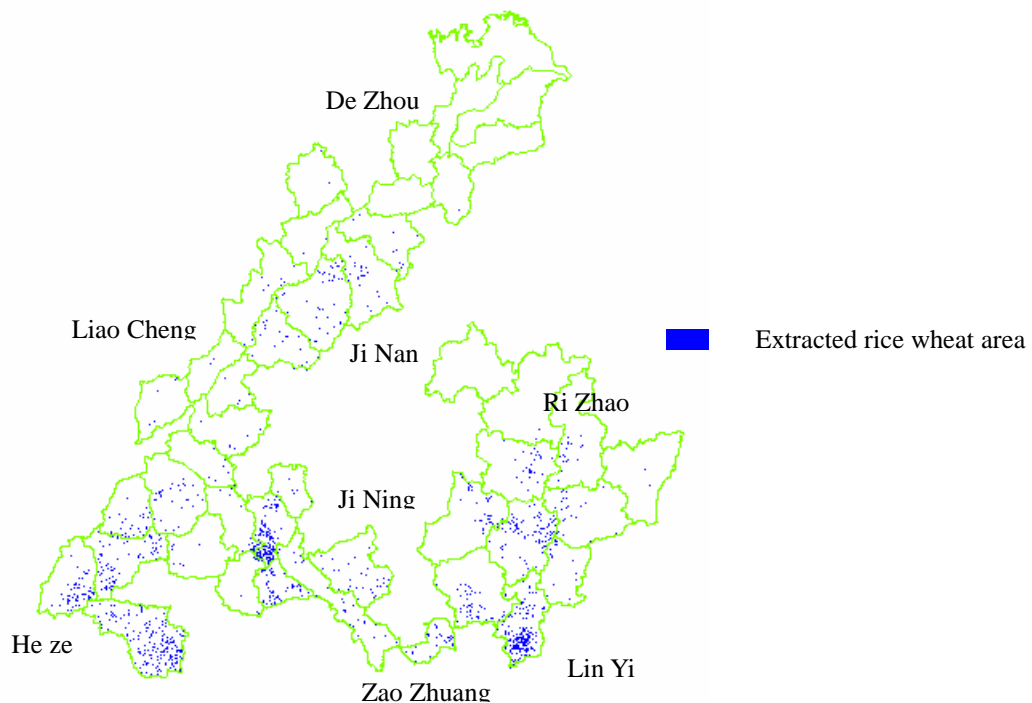 De Zhou
Liao Cheng
Ji Nan
Extracted rice wheat area
Ri Zhao
Ji Ning
He ze
Lin Yi
Zao Zhuang